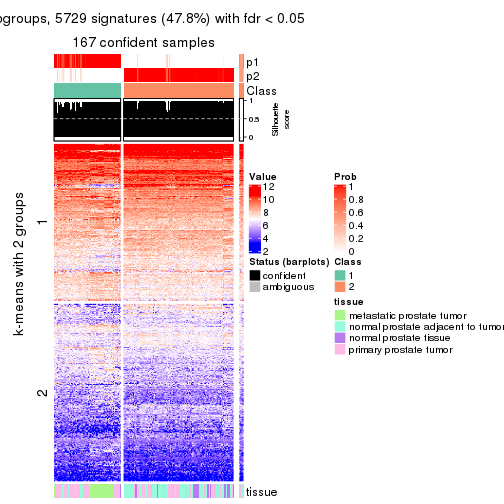 ogroups, 5729 signatures (47.8%) with fdr < 0.05
167 confident samples
p1
p2
Class
1
0.5
0
Silhouette
score
k-means with 2 groups
1
2
tissue
Value
12
10
8
6
4
2
Prob
1
0.8
0.6
0.4
0.2
0
Status (barplots)
confident
ambiguous
Class
1
2
tissue
metastatic prostate tumor
normal prostate adjacent to tumor
normal prostate tissue
primary prostate tumor